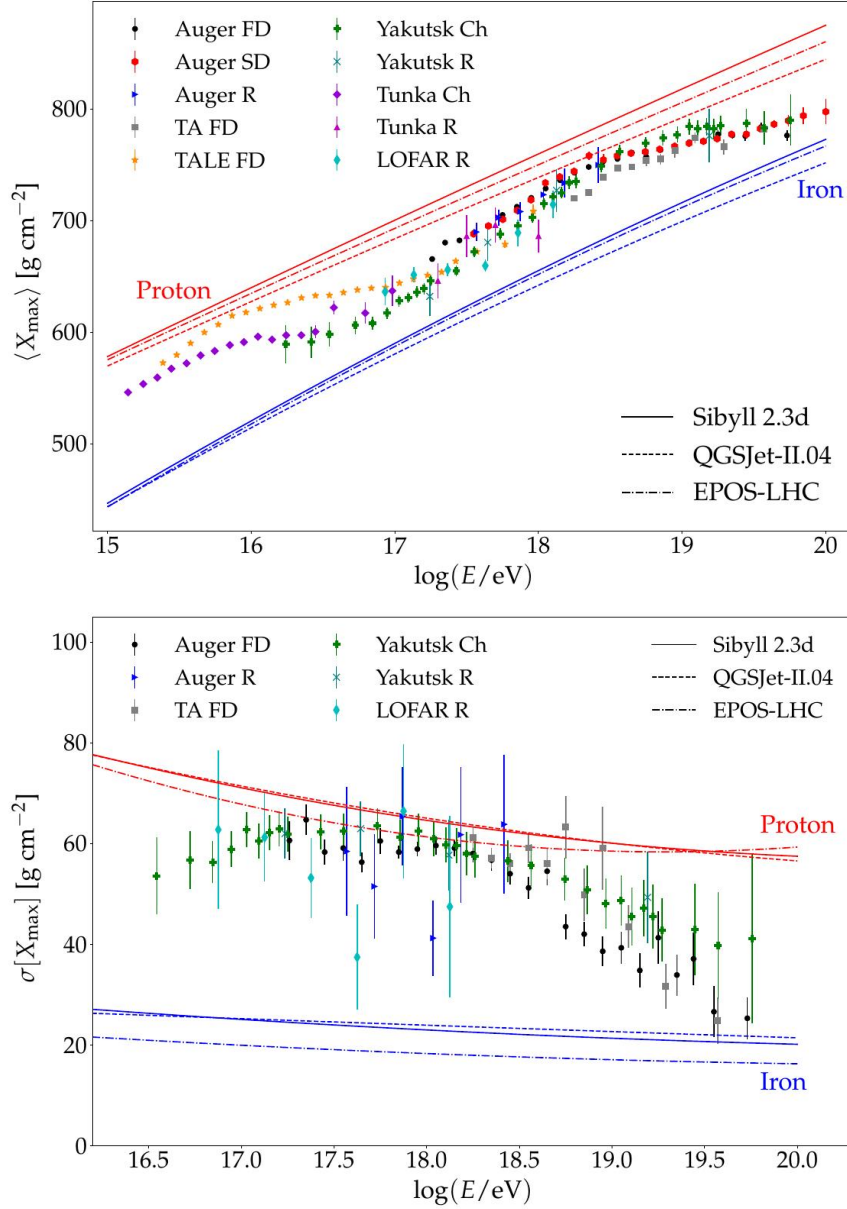 800
700
600
500
⟨X_max⟩ [g cm⁻²]
Auger FD
Auger SD
Auger R
TA FD
TALE FD
Yakutsk Ch
Yakutsk R
Tunka Ch
Tunka R
LOFAR R
Proton
Iron
Sibyll 2.3d
QGSJet-II.04
EPOS-LHC
15 16 17 18 19 20
log(E/eV)
100
80
60
40
20
0
σ[X_max] [g cm⁻²]
Auger FD
Auger R
TA FD
Yakutsk Ch
Yakutsk R
LOFAR R
Sibyll 2.3d
QGSJet-II.04
EPOS-LHC
Proton
Iron
16.5 17.0 17.5 18.0 18.5 19.0 19.5 20.0
log(E/eV)